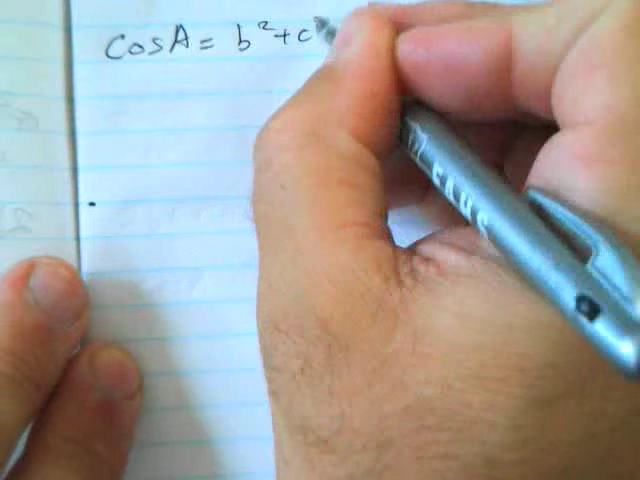 cosA = b²+c